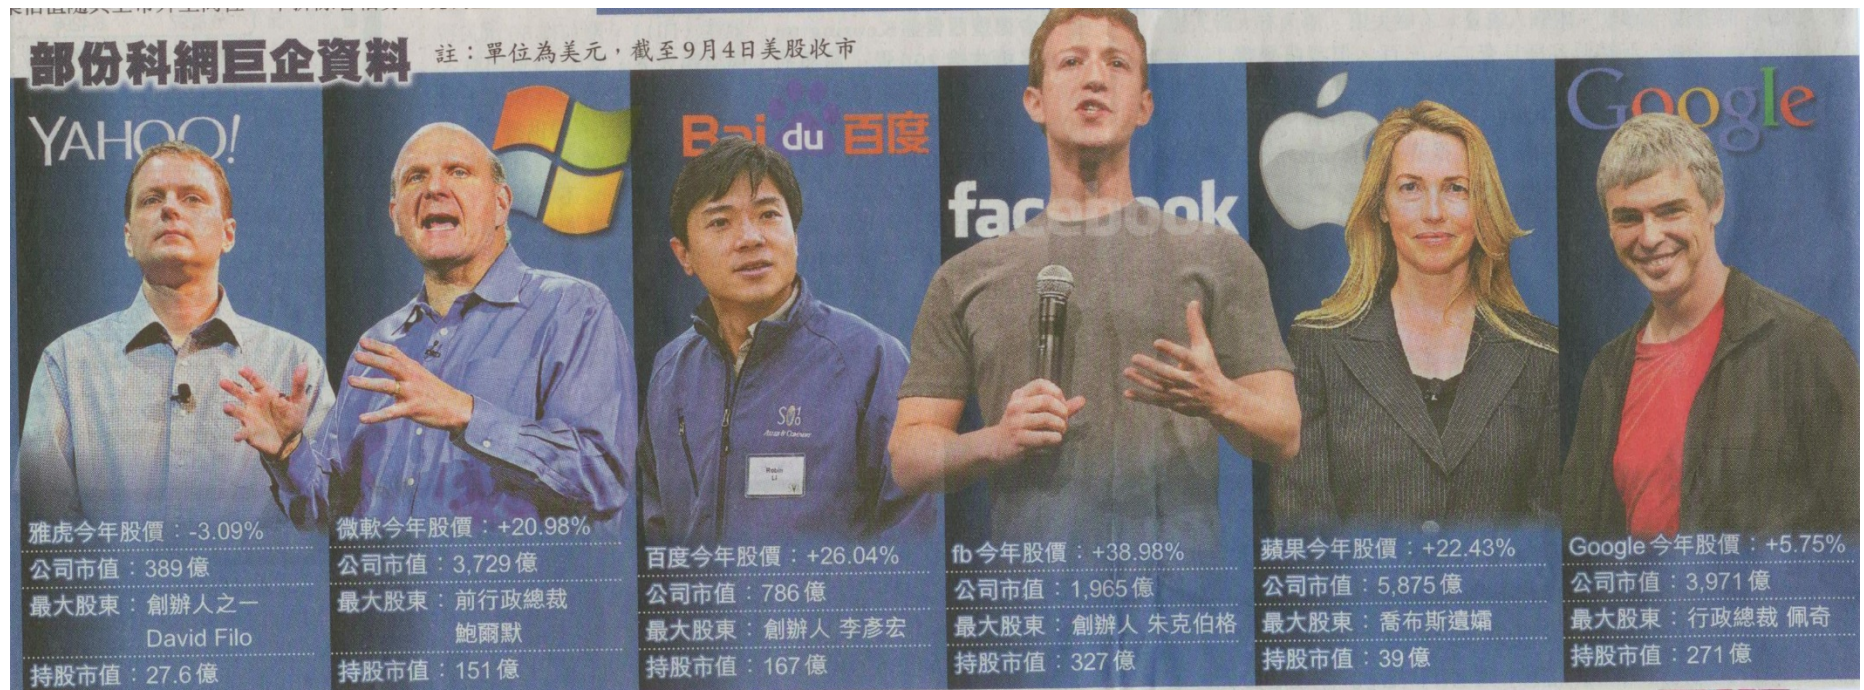 部份科網巨企資料
註：單位為美元，截至9月4日美股收市
YAHOO!
雅虎今年股價：-3.09%
公司市值：389億
最大股東：創辦人之一
David Filo
持股市值：27.6億
微軟今年股價：+20.98%
公司市值：3,729億
最大股東：前行政總裁
鮑爾默
持股市值：151億
Baidu百度
Robin
Li
百度今年股價：+26.04%
公司市值：786億
最大股東：創辦人 李彥宏
持股市值：167億
facebook
fb今年股價：+38.98%
公司市值：1,965億
最大股東：創辦人 朱克伯格
持股市值：327億
蘋果今年股價：+22.43%
公司市值：5,875億
最大股東：喬布斯遺孀
持股市值：39億
Google
Google今年股價：+5.75%
公司市值：3,971億
最大股東：行政總裁 佩奇
持股市值：271億